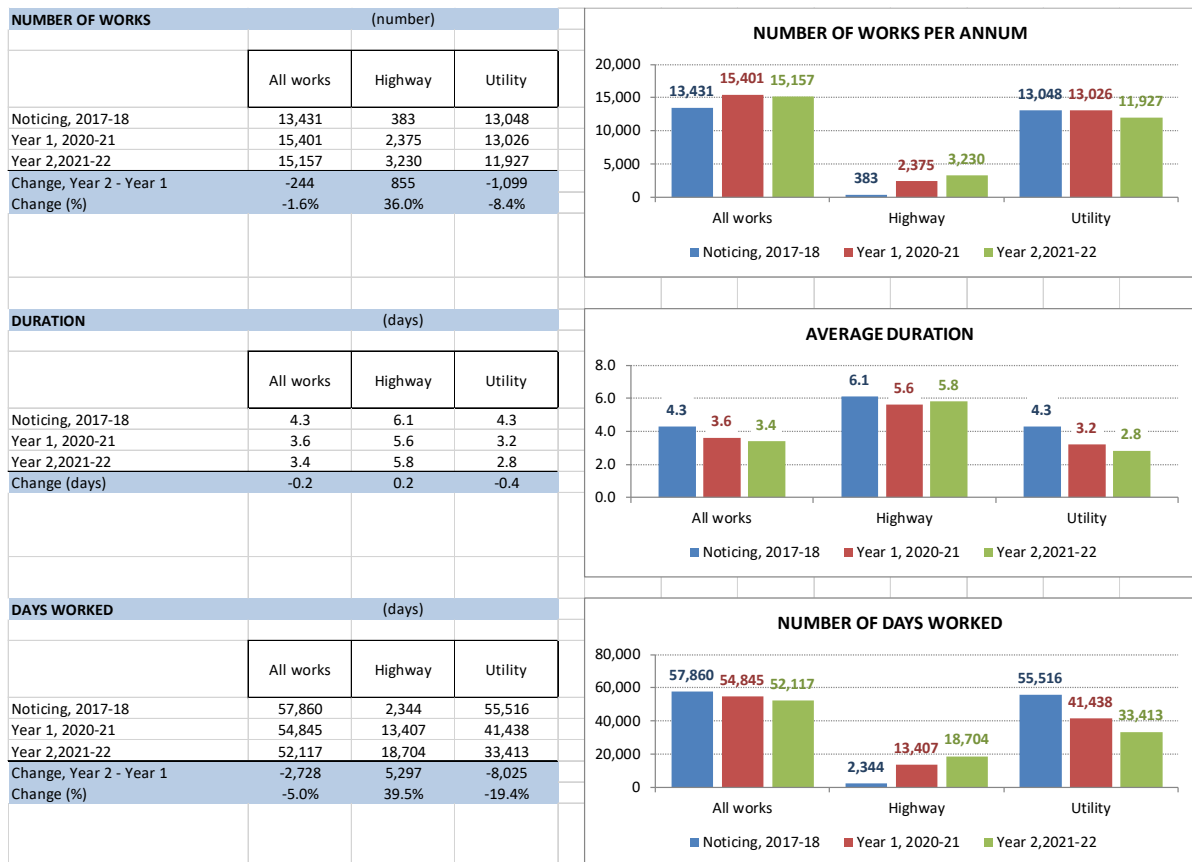 NUMBER OF WORKS (number)
All works Highway Utility
Noticing, 2017-18 13,431 383 13,048
Year 1, 2020-21 15,401 2,375 13,026
Year 2,2021-22 15,157 3,230 11,927
Change, Year 2 - Year 1 -244 855 -1,099
Change (%) -1.6% 36.0% -8.4%
NUMBER OF WORKS PER ANNUM
20,000
15,000
10,000
5,000
0
13,431 15,401 15,157
383 2,375 3,230
13,048 13,026 11,927
All works Highway Utility
Noticing, 2017-18 Year 1, 2020-21 Year 2,2021-22
DURATION (days)
All works Highway Utility
Noticing, 2017-18 4.3 6.1 4.3
Year 1, 2020-21 3.6 5.6 3.2
Year 2,2021-22 3.4 5.8 2.8
Change (days) -0.2 0.2 -0.4
AVERAGE DURATION
8.0
6.0
4.0
2.0
0.0
4.3 3.6 3.4
6.1 5.6 5.8
4.3 3.2 2.8
All works Highway Utility
Noticing, 2017-18 Year 1, 2020-21 Year 2,2021-22
DAYS WORKED (days)
All works Highway Utility
Noticing, 2017-18 57,860 2,344 55,516
Year 1, 2020-21 54,845 13,407 41,438
Year 2,2021-22 52,117 18,704 33,413
Change, Year 2 - Year 1 -2,728 5,297 -8,025
Change (%) -5.0% 39.5% -19.4%
NUMBER OF DAYS WORKED
80,000
60,000
40,000
20,000
0
57,860 54,845 52,117
2,344 13,407 18,704
55,516 41,438 33,413
All works Highway Utility
Noticing, 2017-18 Year 1, 2020-21 Year 2,2021-22